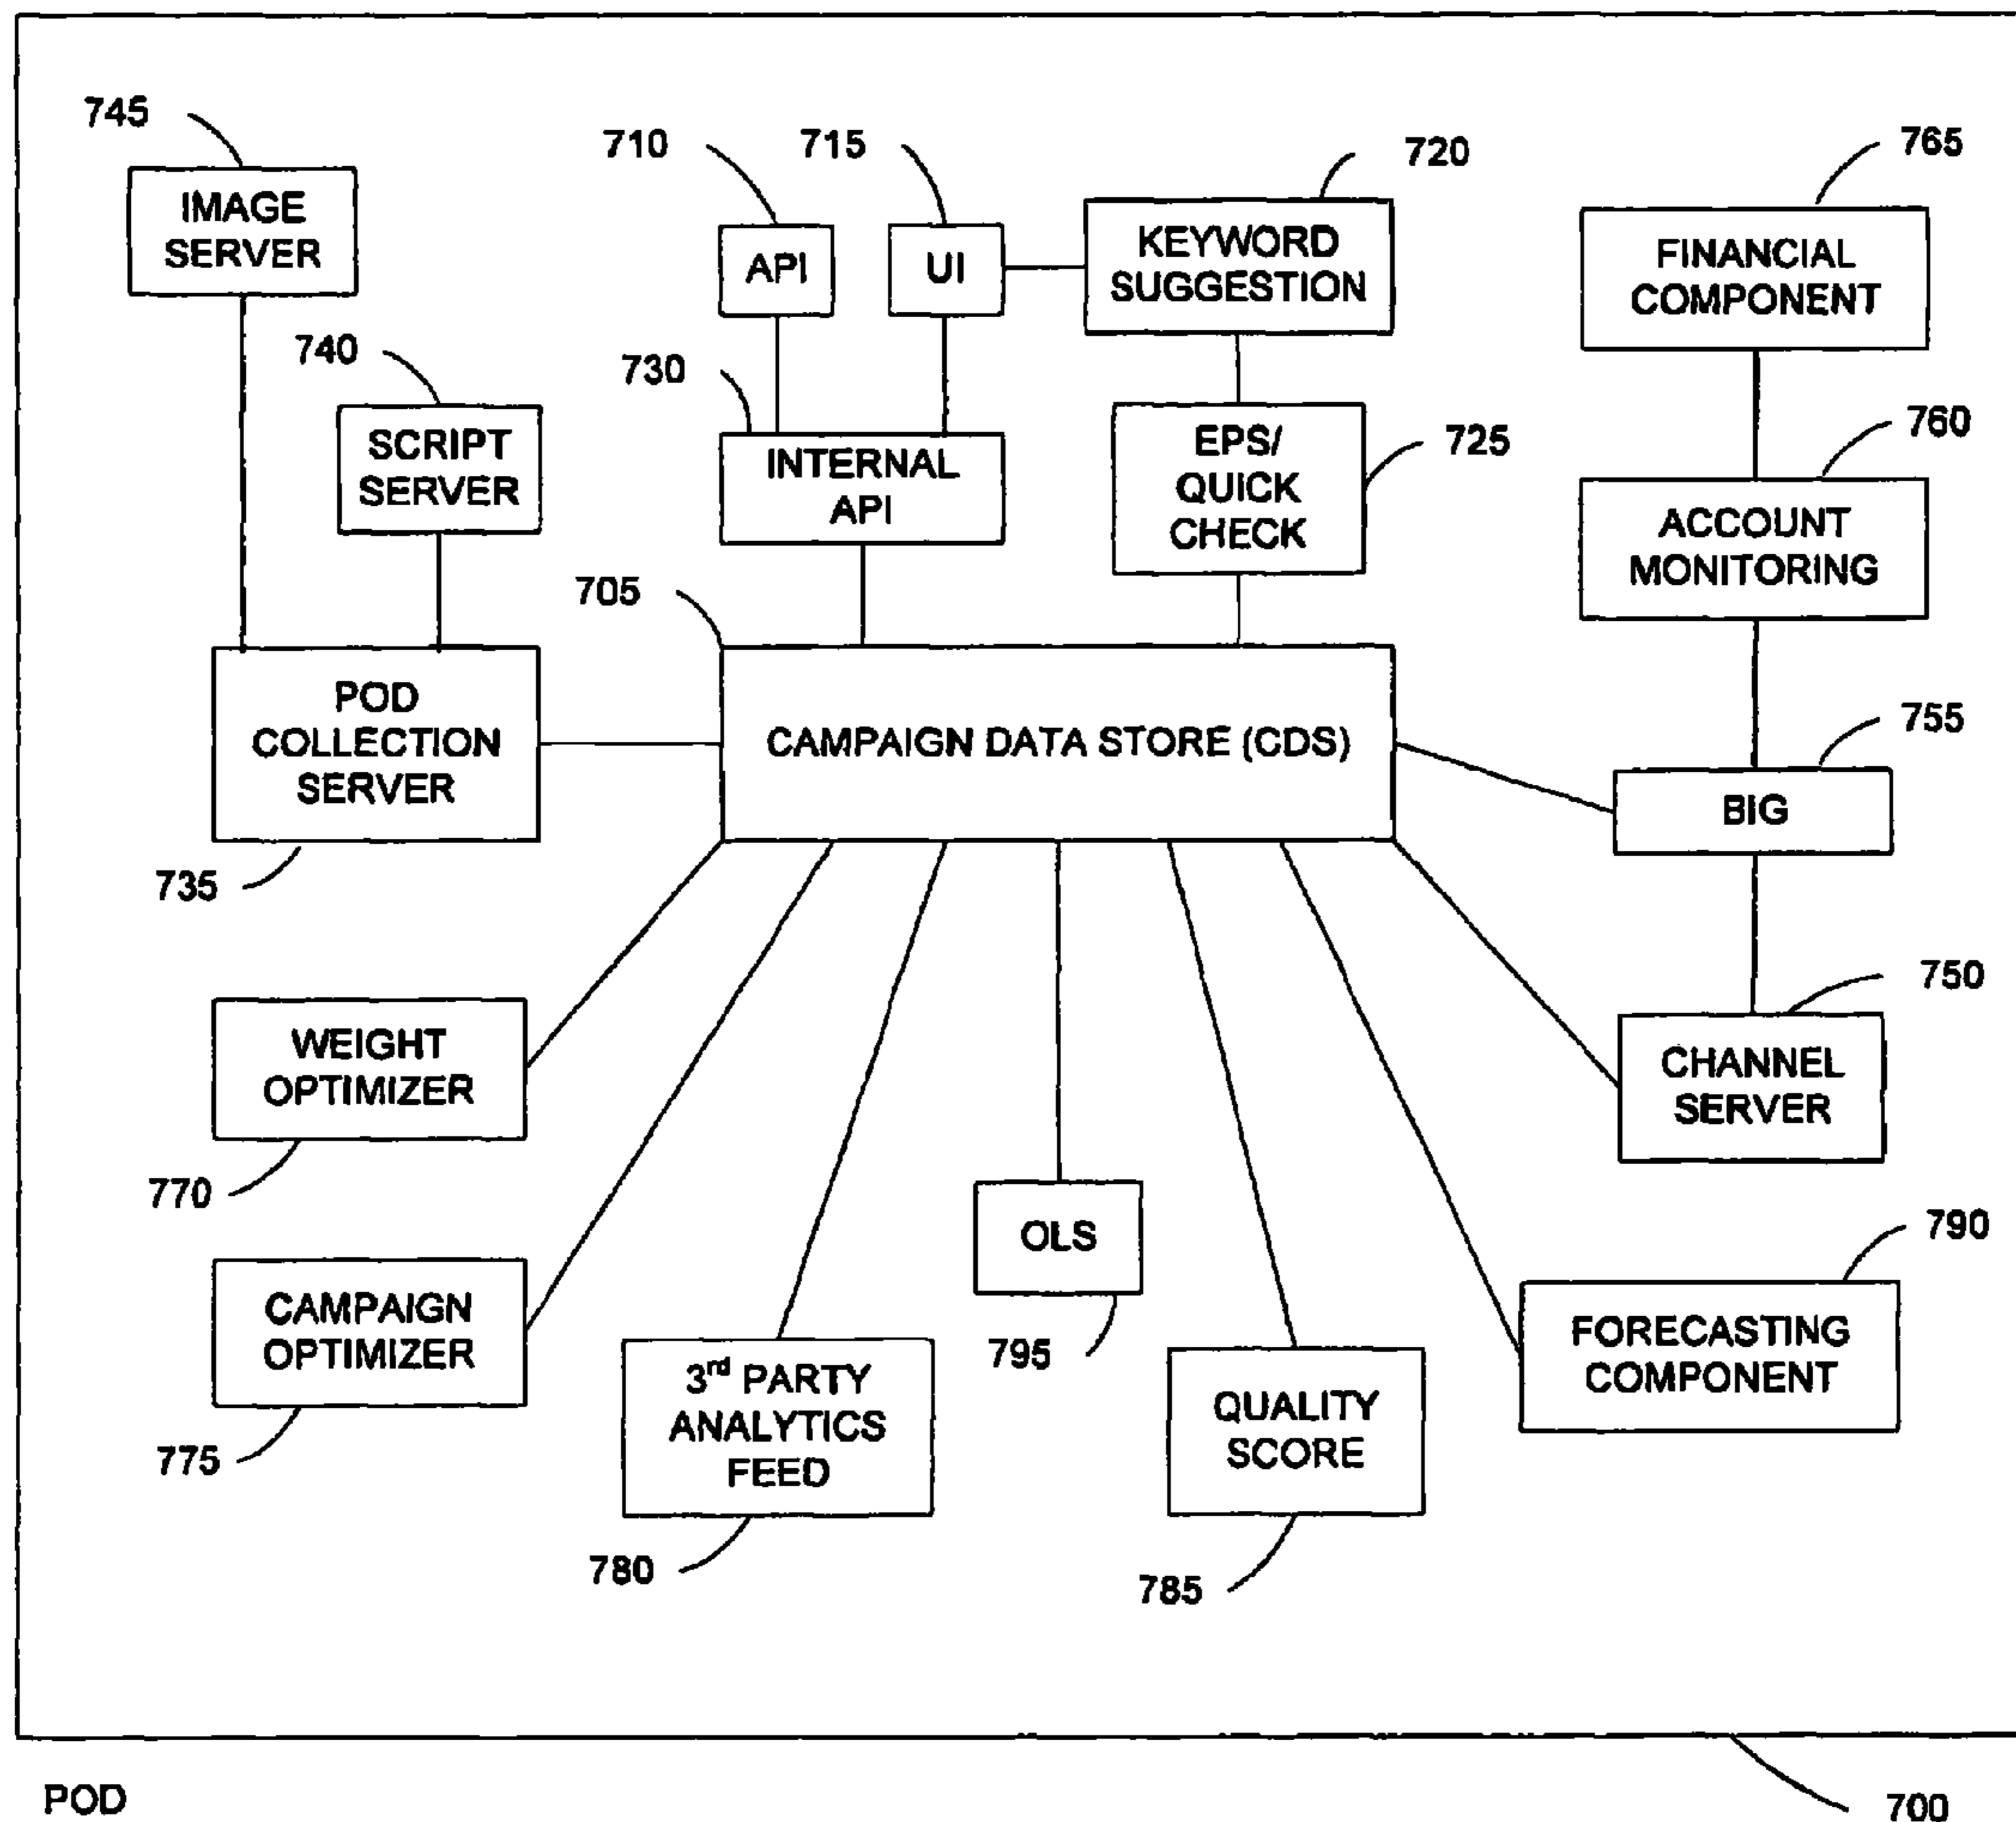 745
IMAGE
SERVER
710
API
715
UI
720
KEYWORD
SUGGESTION
765
FINANCIAL
COMPONENT
740
SCRIPT
SERVER
730
INTERNAL
API
EPS/
QUICK
CHECK
725
760
ACCOUNT
MONITORING
705
POD
COLLECTION
SERVER
735
CAMPAIGN DATA STORE (CDS)
755
BIG
750
CHANNEL
SERVER
WEIGHT
OPTIMIZER
770
CAMPAIGN
OPTIMIZER
775
3rd PARTY
ANALYTICS
FEED
780
OLS
795
QUALITY
SCORE
785
790
FORECASTING
COMPONENT
POD
700